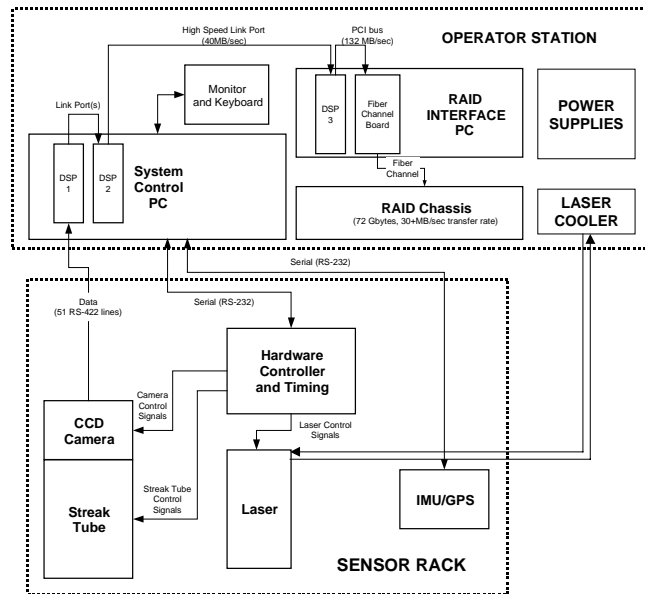 High Speed Link Port
(40MB/sec)
PCI bus
(132 MB/sec)
OPERATOR STATION
Monitor
and Keyboard
Link Port(s)
DSP
1
DSP
2
System
Control
PC
DSP
3
Fiber
Channel
Board
RAID
INTERFACE
PC
POWER
SUPPLIES
Fiber
Channel
RAID Chassis
(72 Gbytes, 30+MB/sec transfer rate)
LASER
COOLER
Serial (RS-232)
Data
(51 RS-422 lines)
Serial (RS-232)
Hardware
Controller
and Timing
Camera
Control
Signals
CCD
Camera
Laser Control
Signals
Streak Tube
Control
Signals
Streak
Tube
Laser
IMU/GPS
SENSOR RACK